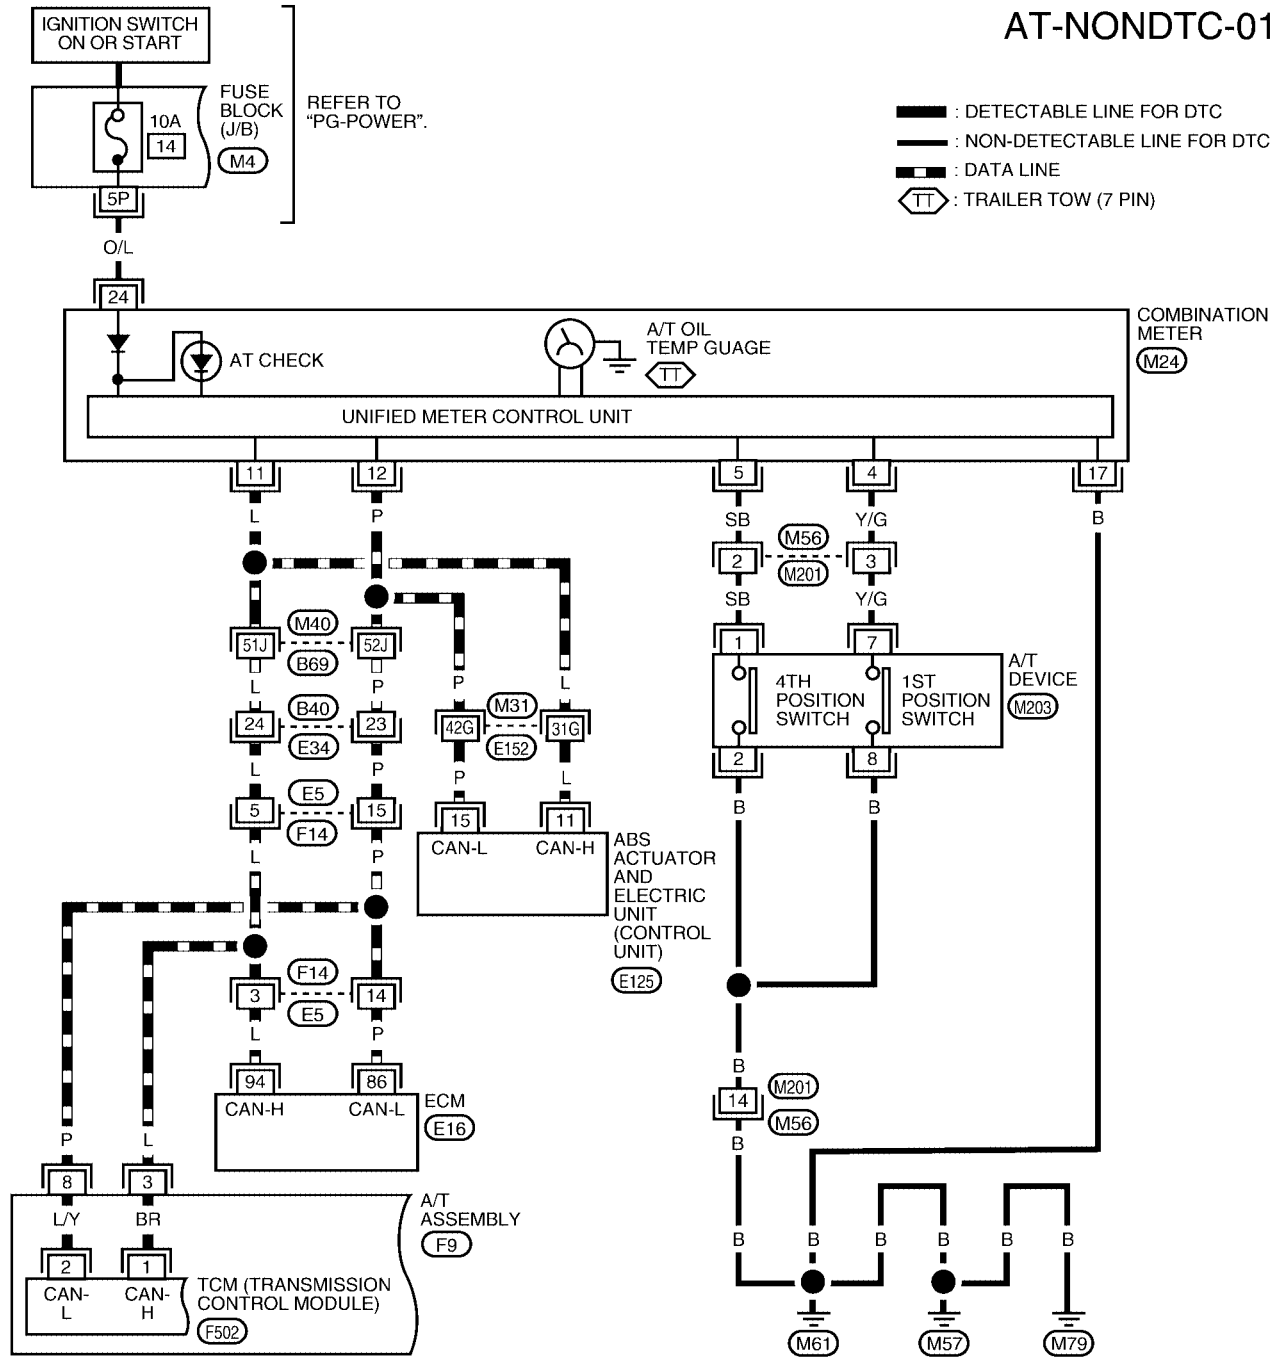 AT-NONDTC-01
IGNITION SWITCH
ON OR START
FUSE
BLOCK
(J/B)
M4
10A
14
REFER TO
"PG-POWER".
: DETECTABLE LINE FOR DTC
: NON-DETECTABLE LINE FOR DTC
: DATA LINE
TT : TRAILER TOW (7 PIN)
5P
O/L
24
COMBINATION
METER
M24
AT CHECK
A/T OIL
TEMP GUAGE
TT
UNIFIED METER CONTROL UNIT
11 12 5 4 17
L P SB Y/G B
M56
2 3
M201
SB Y/G
M40
51J 52J
B69
L P
B40
24 23
E34
L P
E5
5 15
F14
L P
P L
M31
42G 31G
E152
P L
15 11
CAN-L CAN-H
ABS
ACTUATOR
AND
ELECTRIC
UNIT
(CONTROL
UNIT)
E125
1 7
4TH
POSITION
SWITCH
1ST
POSITION
SWITCH
A/T
DEVICE
M203
2 8
B B
F14
3 14
E5
L P
94 86
CAN-H CAN-L
ECM
E16
B
M201
14
M56
B
P L
8 3
L/Y BR
2 1
CAN-
L
CAN-
H
A/T
ASSEMBLY
F9
TCM (TRANSMISSION
CONTROL MODULE)
F502
B B B B B B
M61 M57 M79